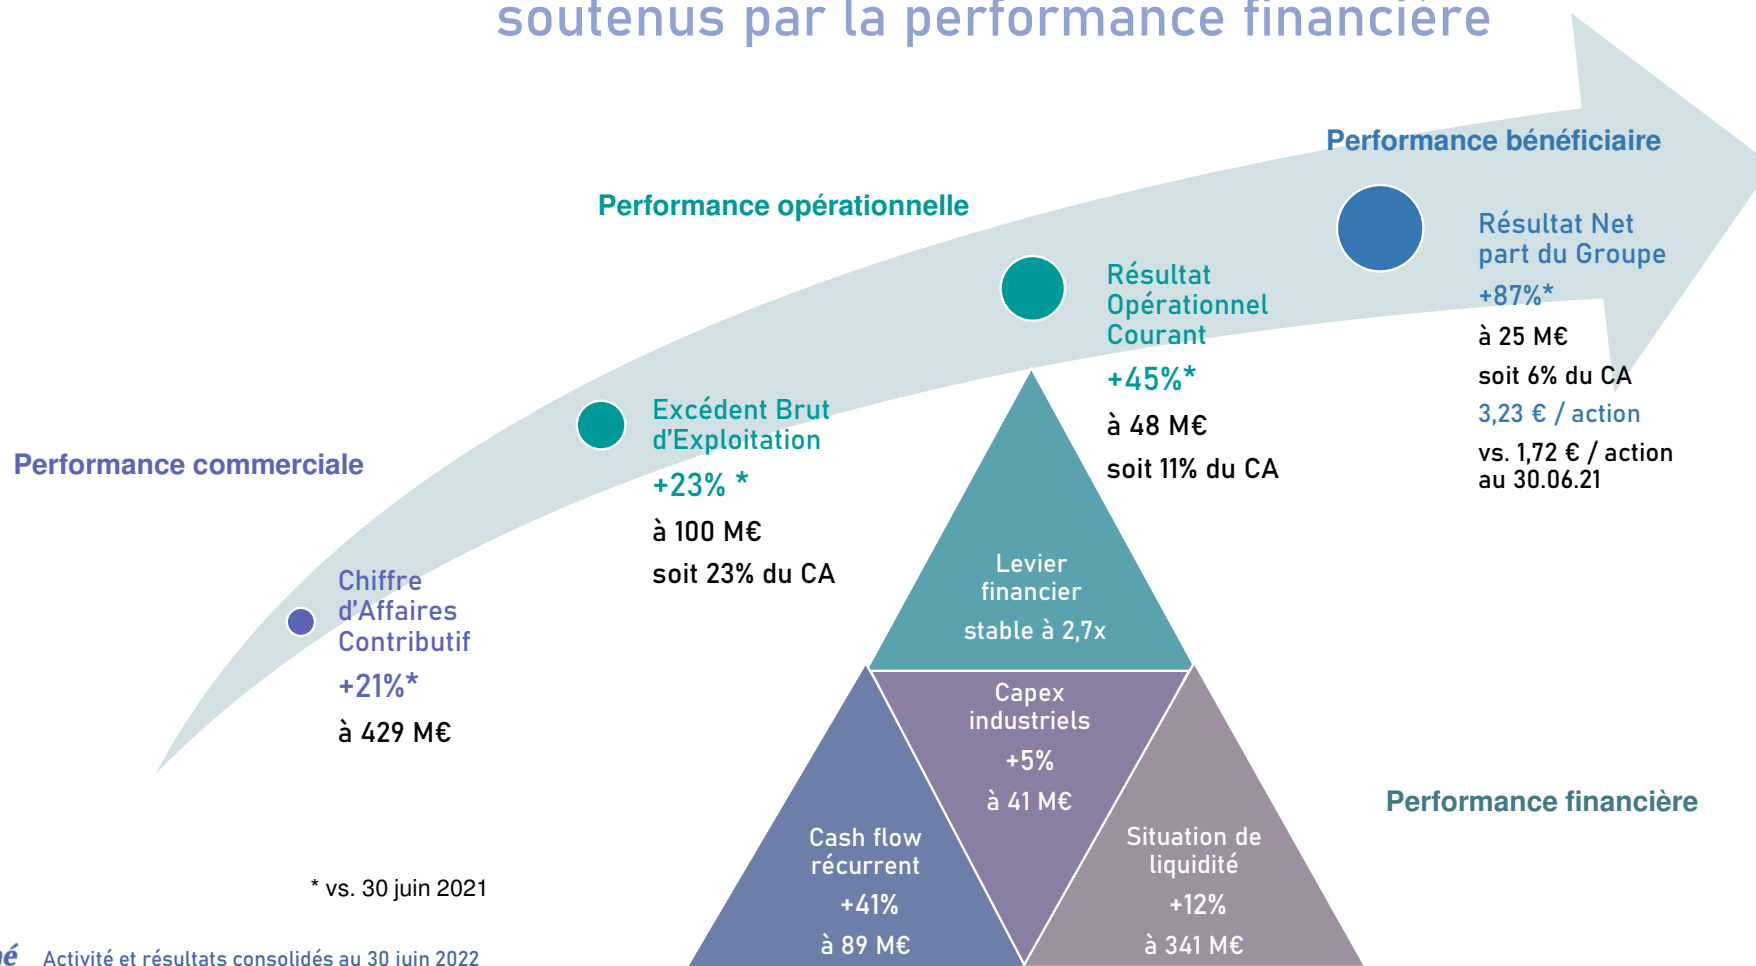 soutenus par la performance financière
Performance bénéficiaire
Performance opérationnelle
Résultat Net
part du Groupe
+87%*
à 25 M€
soit 6% du CA
3,23 € / action
vs. 1,72 € / action
au 30.06.21
Résultat
Opérationnel
Courant
+45%*
à 48 M€
soit 11% du CA
Excédent Brut
d'Exploitation
+23% *
à 100 M€
soit 23% du CA
Performance commerciale
Chiffre
d'Affaires
Contributif
+21%*
à 429 M€
Levier
financier
stable à 2,7x
Capex
industriels
+5%
à 41 M€
Performance financière
Cash flow
récurrent
+41%
à 89 M€
Situation de
liquidité
+12%
à 341 M€
* vs. 30 juin 2021
Activité et résultats consolidés au 30 juin 2022